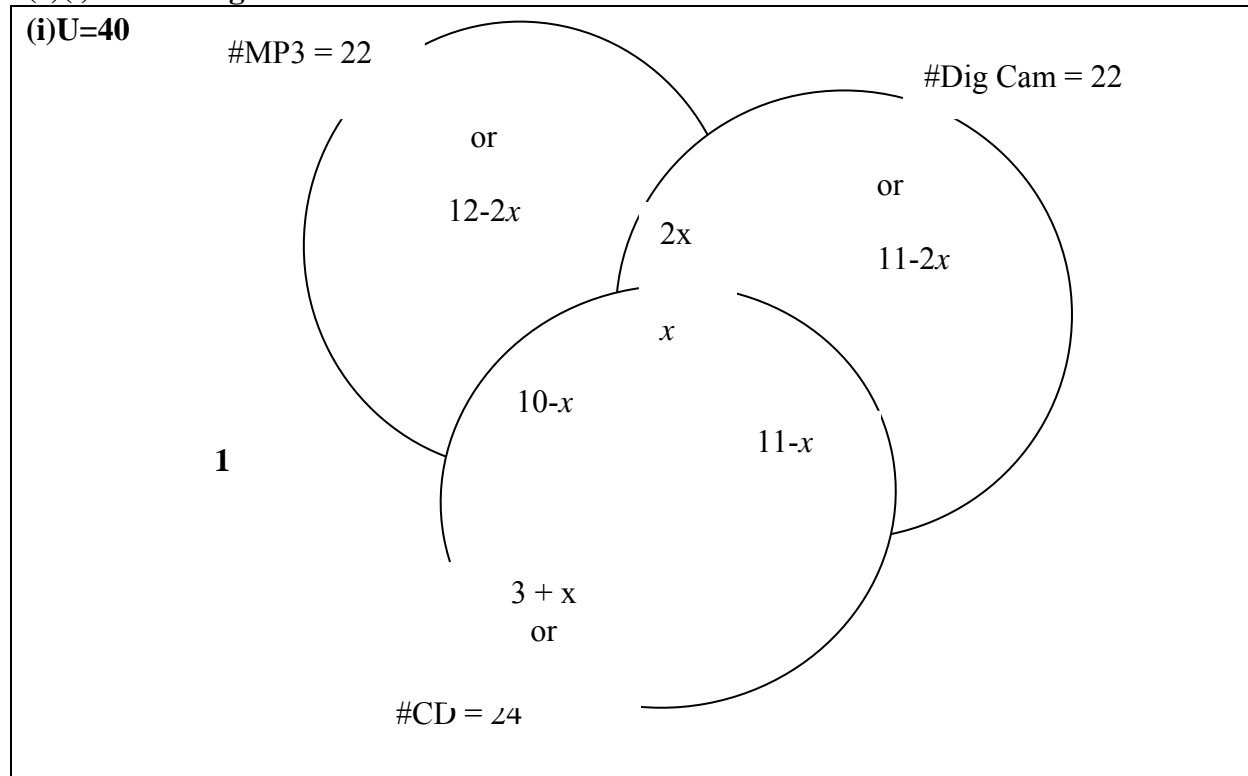 (i)U=40
#MP3 = 22
#Dig Cam = 22
or
or
12-2x
2x
11-2x
x
10-x
11-x
1
3 + x
or
#CD = 24